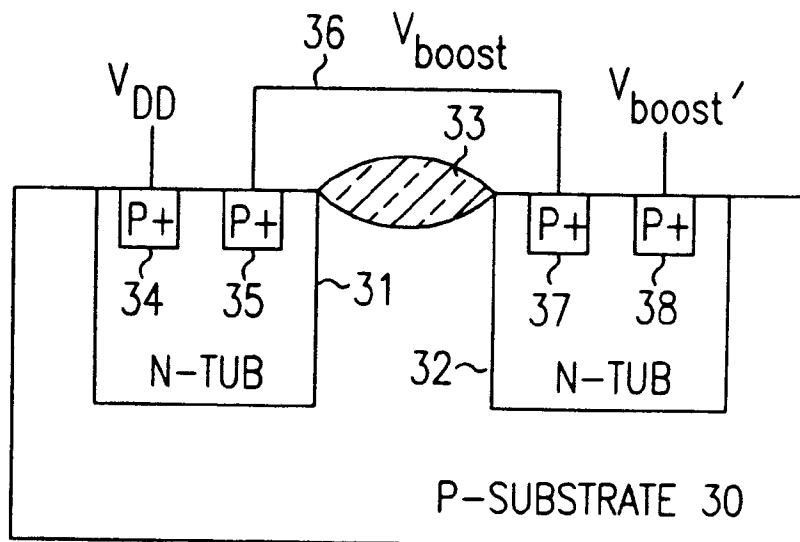 36
V_boost
V_DD
V_boost'
33
P+ P+ P+ P+
34 35 31 37 38
N-TUB 32 N-TUB
P-SUBSTRATE 30